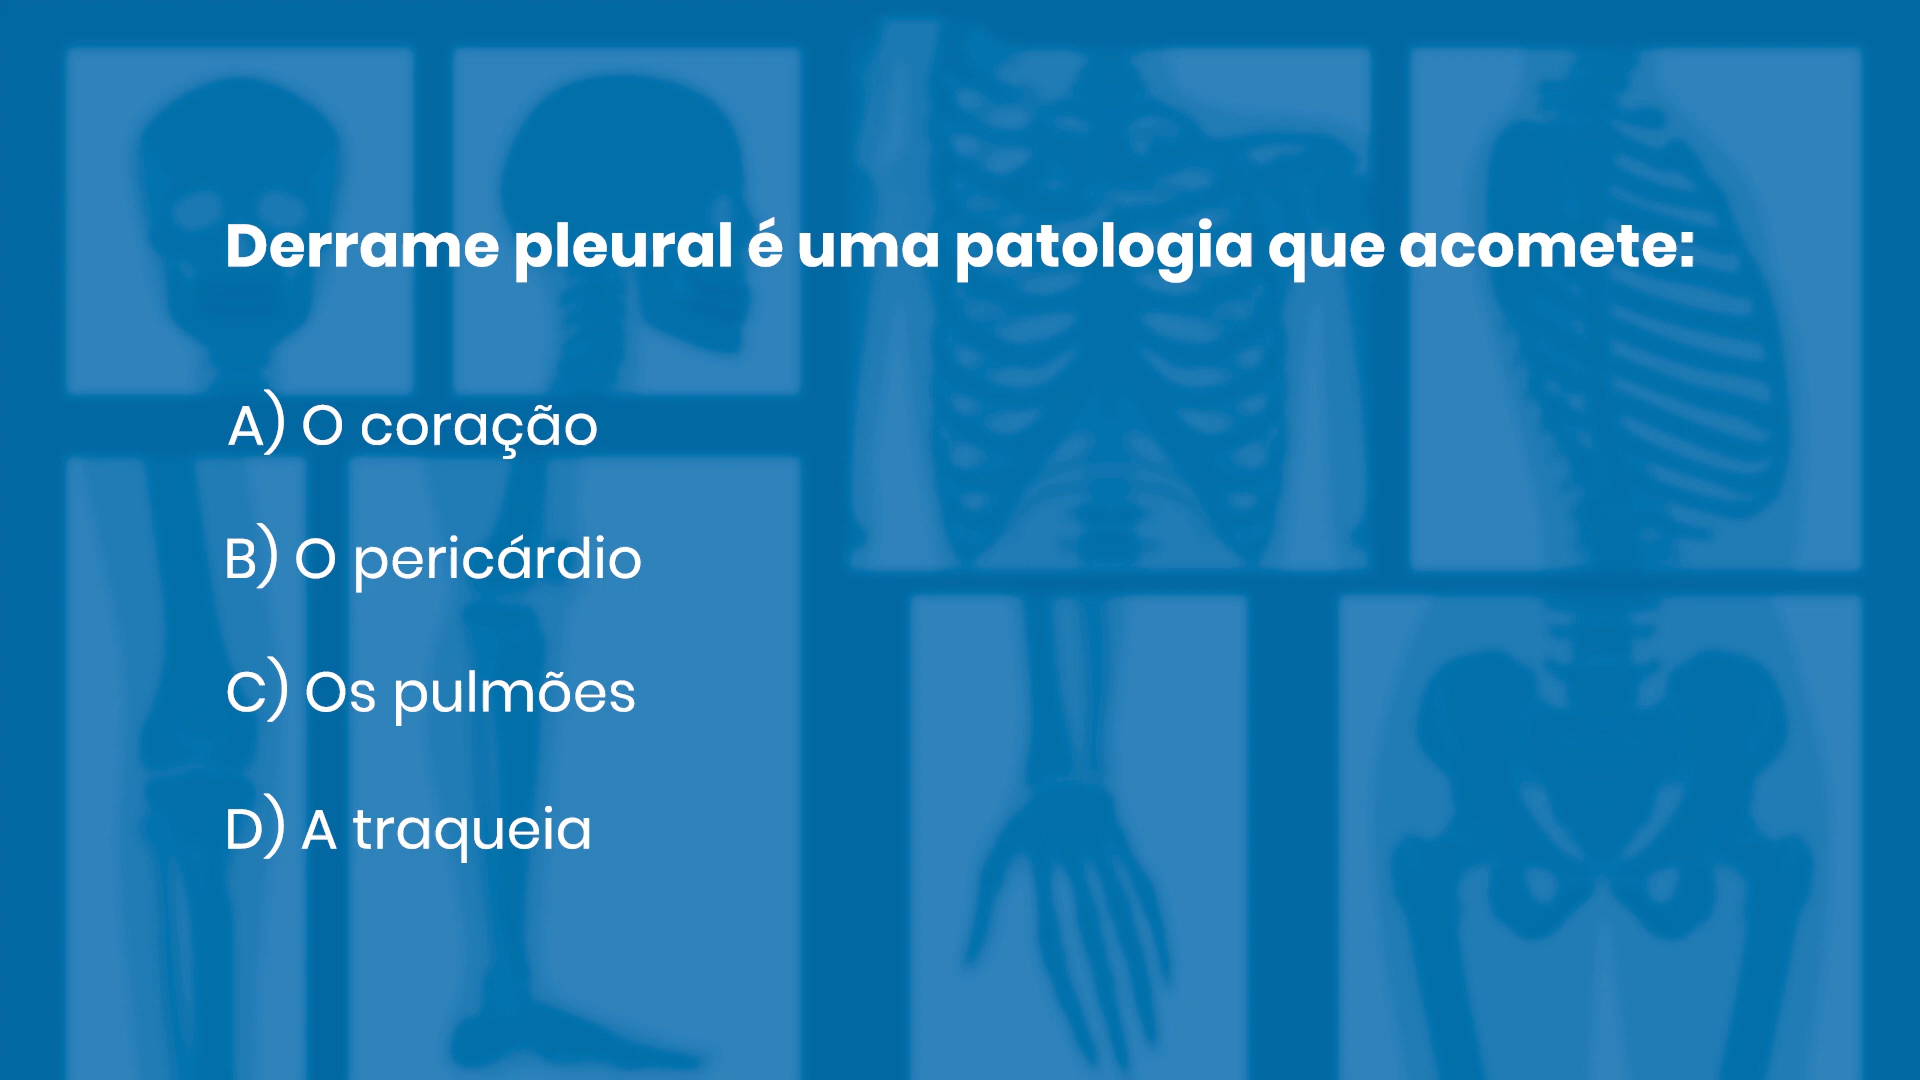 Derrame pleural é uma patologia que acomete:
A) O coração
B) O pericárdio
C) Os pulmões
D) A traqueia